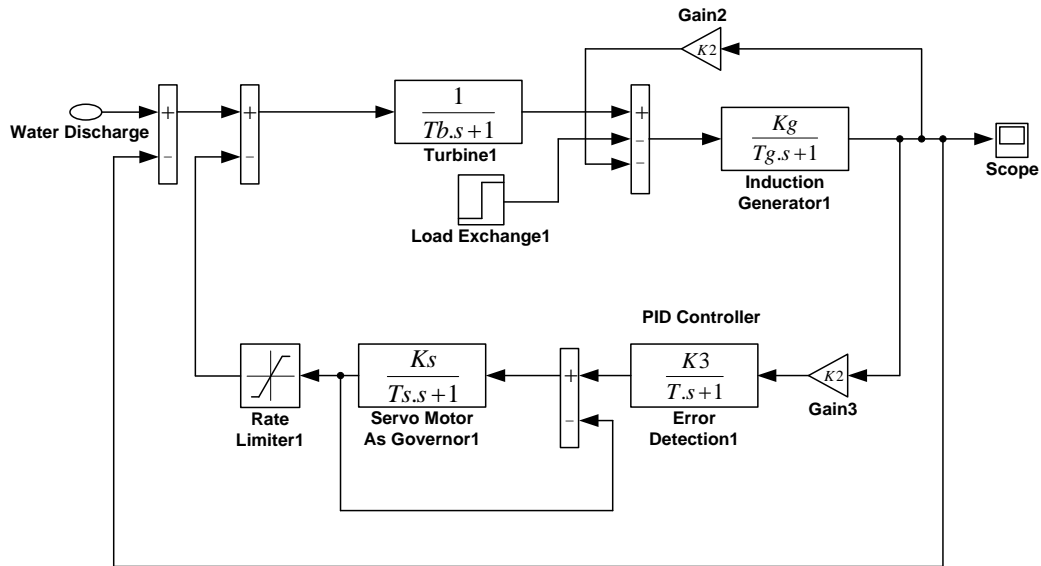 Gain2
K2
+
−
+
−
1
Tb.s+1
Turbine1
+
−
−
Kg
Tg.s+1
Induction
Generator1
Water Discharge
Scope
Load Exchange1
PID Controller
Ks
Ts.s+1
Servo Motor
As Governor1
+
−
K3
T.s+1
Error
Detection1
K2
Gain3
Rate
Limiter1